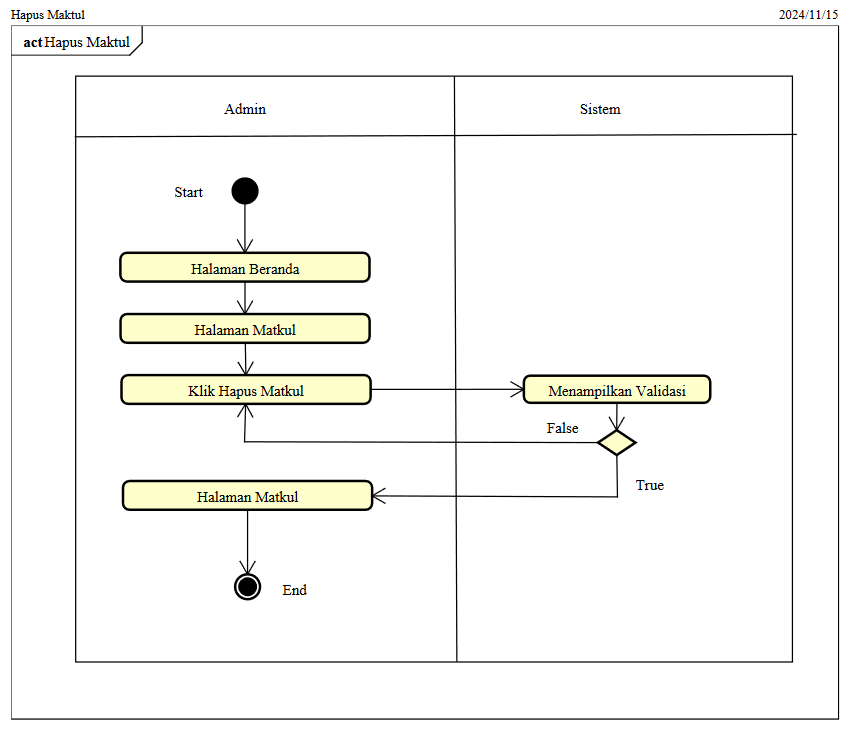 Hapus Matkul 2024/11/15
act Hapus Maktul
Admin Sistem
Start
Halaman Beranda
Halaman Matkul
Klik Hapus Matkul Menampilkan Validasi
False
True
Halaman Matkul
End